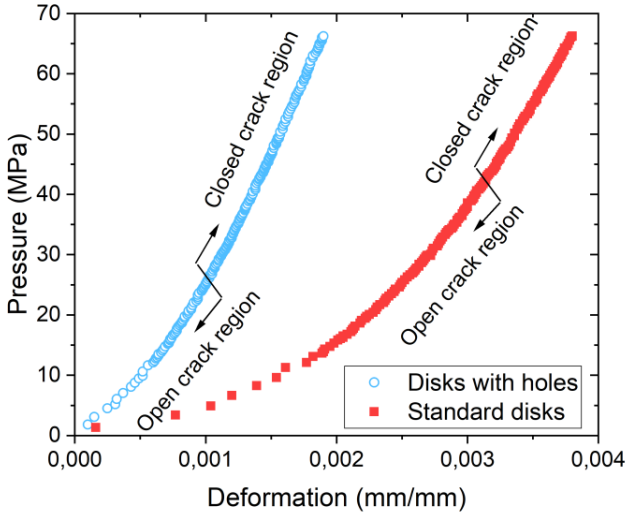 70
60
50
40
30
20
10
0
Pressure (MPa)
Closed crack region
Open crack region
Closed crack region
Open crack region
Disks with holes
Standard disks
0,000 0,001 0,002 0,003 0,004
Deformation (mm/mm)